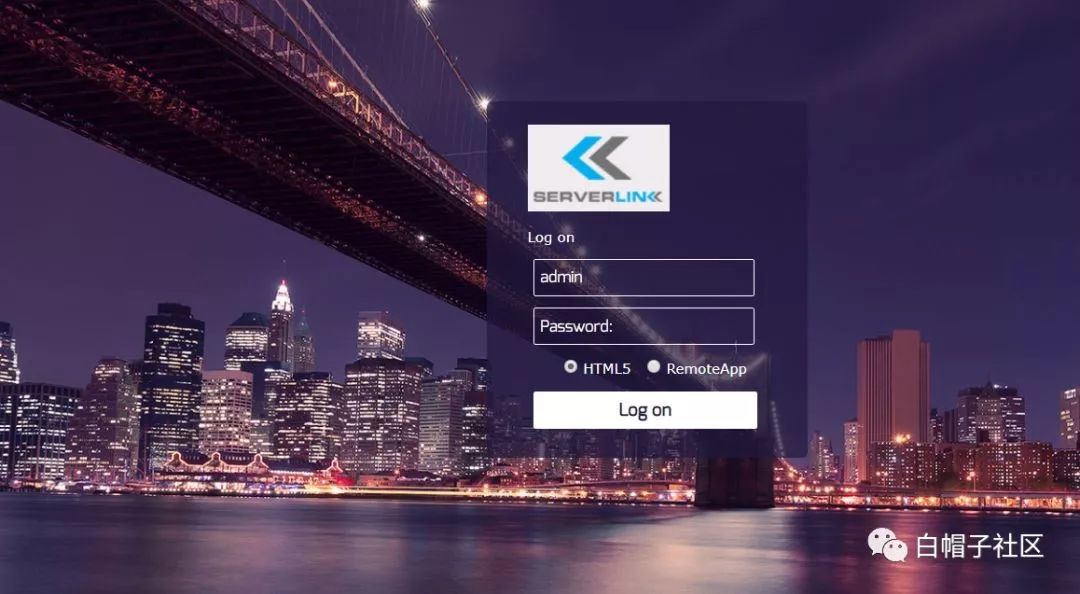 SERVERLINK
Log on
admin
Password:
HTML5 RemoteApp
Log on
白帽子社区